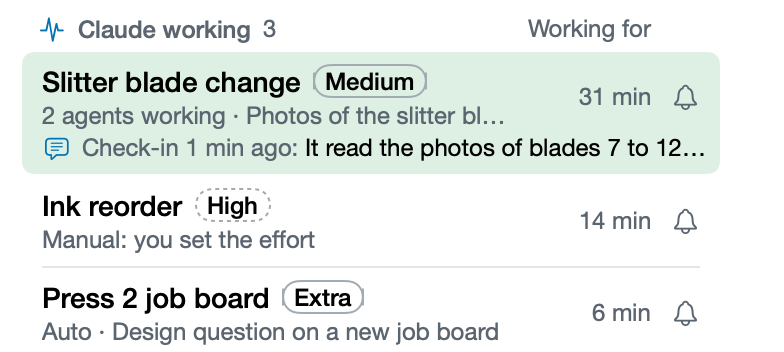 Claude working 3 Working for
Slitter blade change Medium
31 min
2 agents working · Photos of the slitter bl…
Check-in 1 min ago: It read the photos of blades 7 to 12…
Ink reorder High
14 min
Manual: you set the effort
Press 2 job board Extra
6 min
Auto · Design question on a new job board